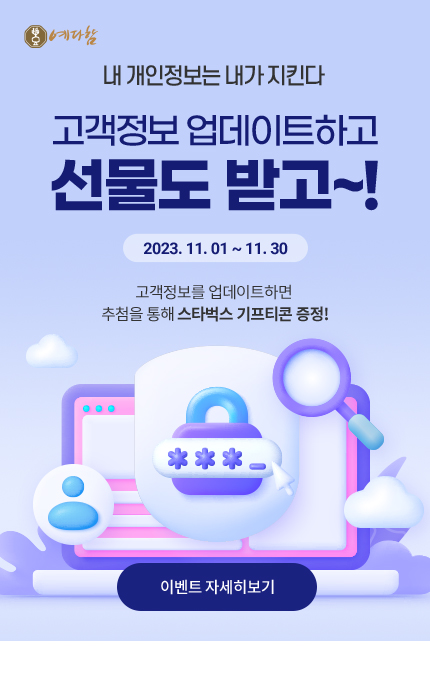 예다함
내 개인정보는 내가 지킨다
고객정보 업데이트하고
선물도 받고~!
2023. 11. 01 ~ 11. 30
고객정보를 업데이트하면
추첨을 통해 스타벅스 기프티콘 증정!
***_
이벤트 자세히보기